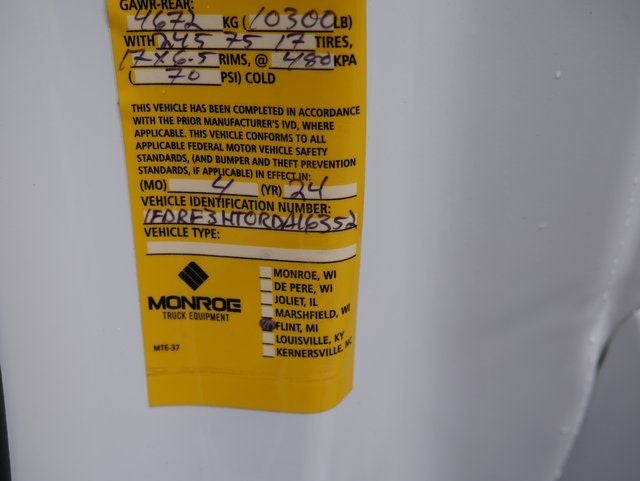 GAWR-REAR:
4672 KG (10300LB)
WITH 245 75 17 TIRES,
17x6.5 RIMS, @ 480 KPA
( 70 PSI) COLD
THIS VEHICLE HAS BEEN COMPLETED IN ACCORDANCE
WITH THE PRIOR MANUFACTURER'S IVD, WHERE
APPLICABLE. THIS VEHICLE CONFORMS TO ALL
APPLICABLE FEDERAL MOTOR VEHICLE SAFETY
STANDARDS, (AND BUMPER AND THEFT PREVENTION
STANDARDS, IF APPLICABLE) IN EFFECT IN:
(MO) 4 (YR) 24
VEHICLE IDENTIFICATION NUMBER:
1FDRF3HT0RDA16352
VEHICLE TYPE:
MONROE, WI
DE PERE, WI
JOLIET, IL
MARSHFIELD, WI
FLINT, MI
LOUISVILLE, KY
KERNERSVILLE, NC
MONROE
TRUCK EQUIPMENT
MTE-37